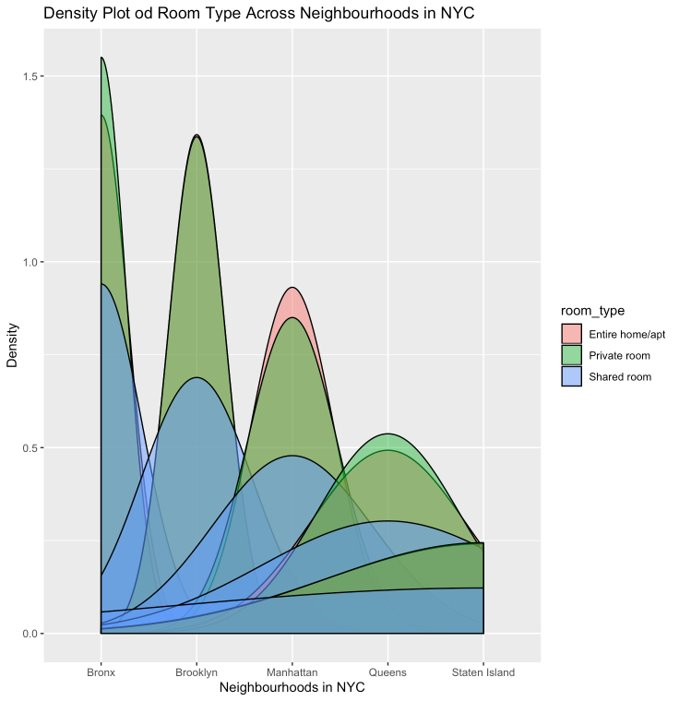 Density Plot od Room Type Across Neighbourhoods in NYC
1.5
1.0
0.5
0.0
Density
Bronx Brooklyn Manhattan Queens Staten Island
Neighbourhoods in NYC
room_type
Entire home/apt
Private room
Shared room